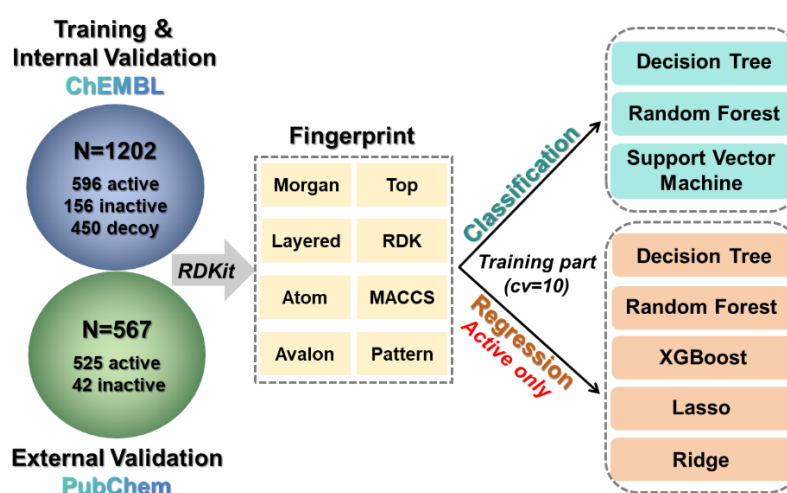 Training &
Internal Validation
ChEMBL
N=1202
596 active
156 inactive
450 decoy
N=567
525 active
42 inactive
External Validation
PubChem
RDKit
Fingerprint
Morgan
Top
Layered
RDK
Atom
MACCS
Avalon
Pattern
Classification
Training part
(cv=10)
Regression
Active only
Decision Tree
Random Forest
Support Vector
Machine
Decision Tree
Random Forest
XGBoost
Lasso
Ridge